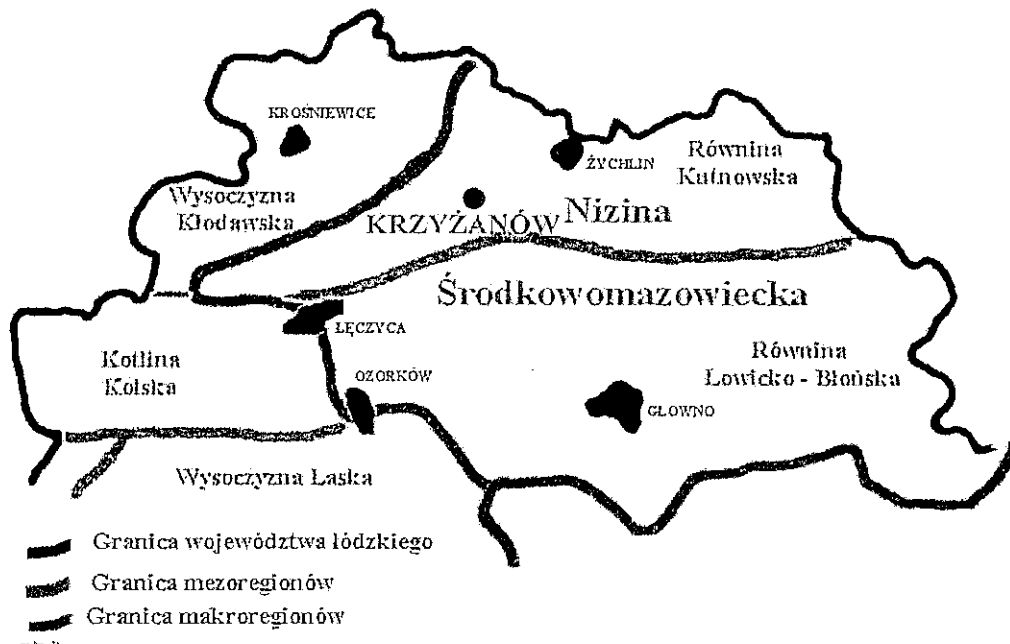 KROŚNIEWICE
ŻYCHLIN
Równina
Kutnowska
Wysoczyzna
Kłodawska
KRZYŻANÓW
Nizina
Środkowomazowiecka
ŁĘCZYCA
Kotlina
Kolska
OZORKÓW
Równina
Łowicko - Błońska
GŁOWNO
Wysoczyzna Łaska
Granica województwa łódzkiego
Granica mezoregionów
Granica makroregionów